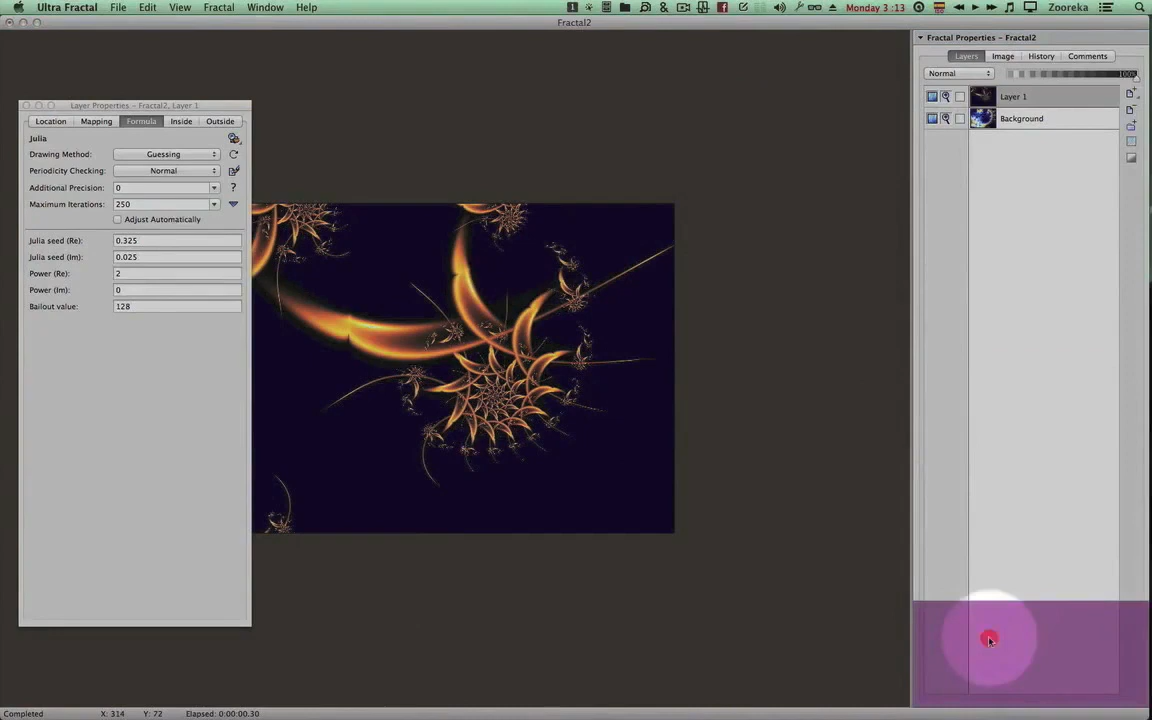 Ultra Fractal File Edit View Fractal Window Help Monday 3 :13 Zooreka
Fractal2
Fractal Properties – Fractal2
Layers Image History Comments
Normal 100%
Layer 1
Background
Layer Properties – Fractal2, Layer 1
Location Mapping Formula Inside Outside
Julia
Drawing Method: Guessing
Periodicity Checking: Normal
Additional Precision: 0 ?
Maximum Iterations: 250
Adjust Automatically
Julia seed (Re): 0.325
Julia seed (Im): 0.025
Power (Re): 2
Power (Im): 0
Bailout value: 128
Completed X: 314 Y: 72 Elapsed: 0:00:00.30